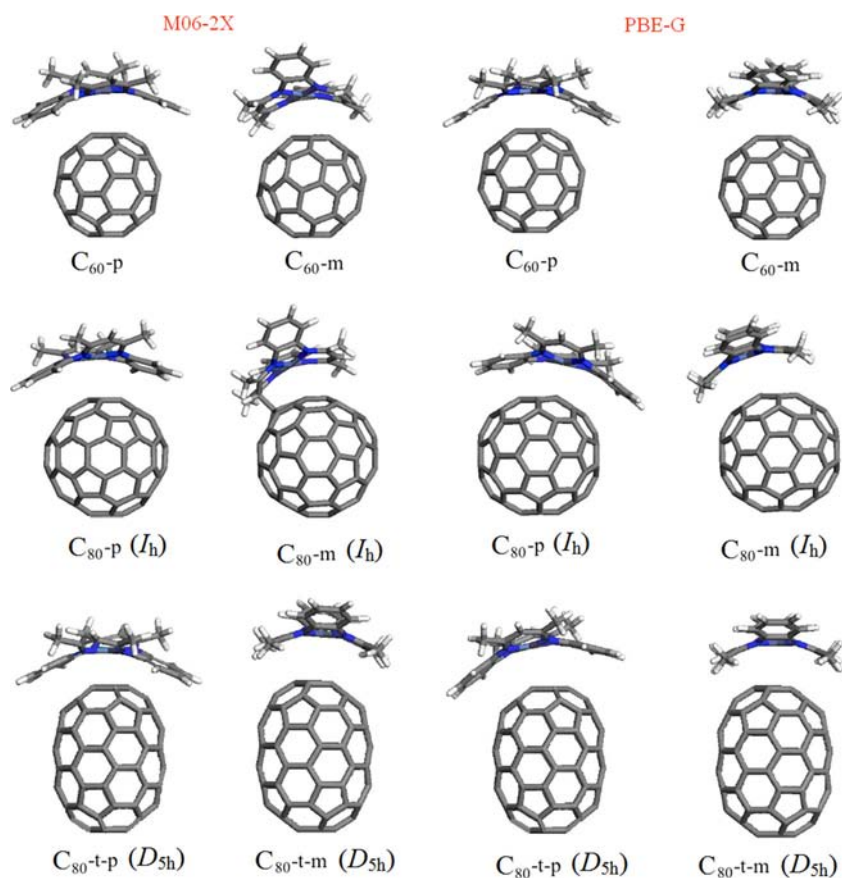 M06-2X PBE-G
C₆₀-p C₆₀-m C₆₀-p C₆₀-m
C₈₀-p (Iₕ) C₈₀-m (Iₕ) C₈₀-p (Iₕ) C₈₀-m (Iₕ)
C₈₀-t-p (D₅ₕ) C₈₀-t-m (D₅ₕ) C₈₀-t-p (D₅ₕ) C₈₀-t-m (D₅ₕ)